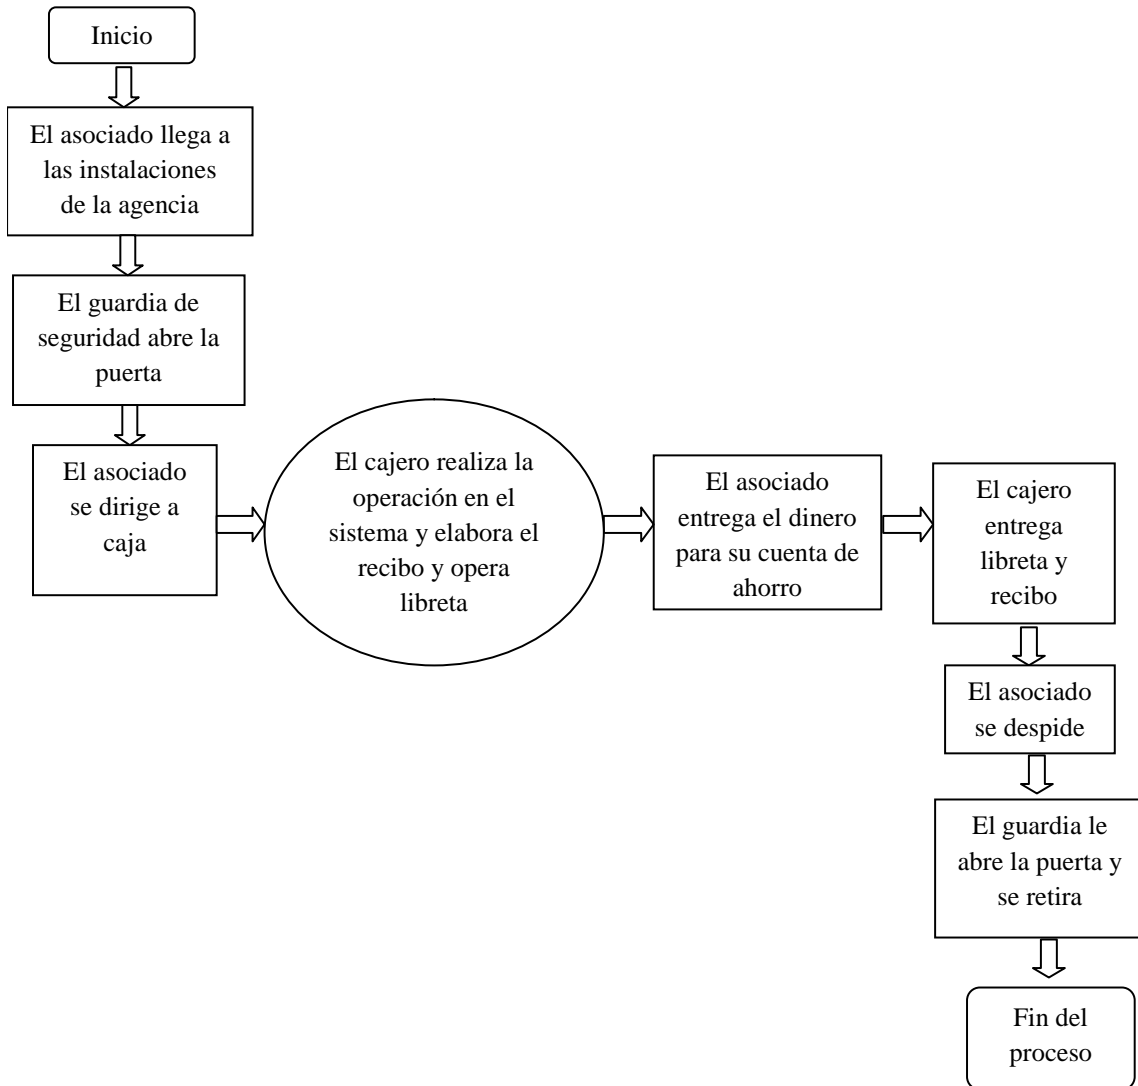 Inicio
El asociado llega a
las instalaciones
de la agencia
El guardia de
seguridad abre la
puerta
El asociado
se dirige a
caja
El cajero realiza la
operación en el
sistema y elabora el
recibo y opera
libreta
El asociado
entrega el dinero
para su cuenta de
ahorro
El cajero
entrega
libreta y
recibo
El asociado
se despide
El guardia le
abre la puerta y
se retira
Fin del
proceso